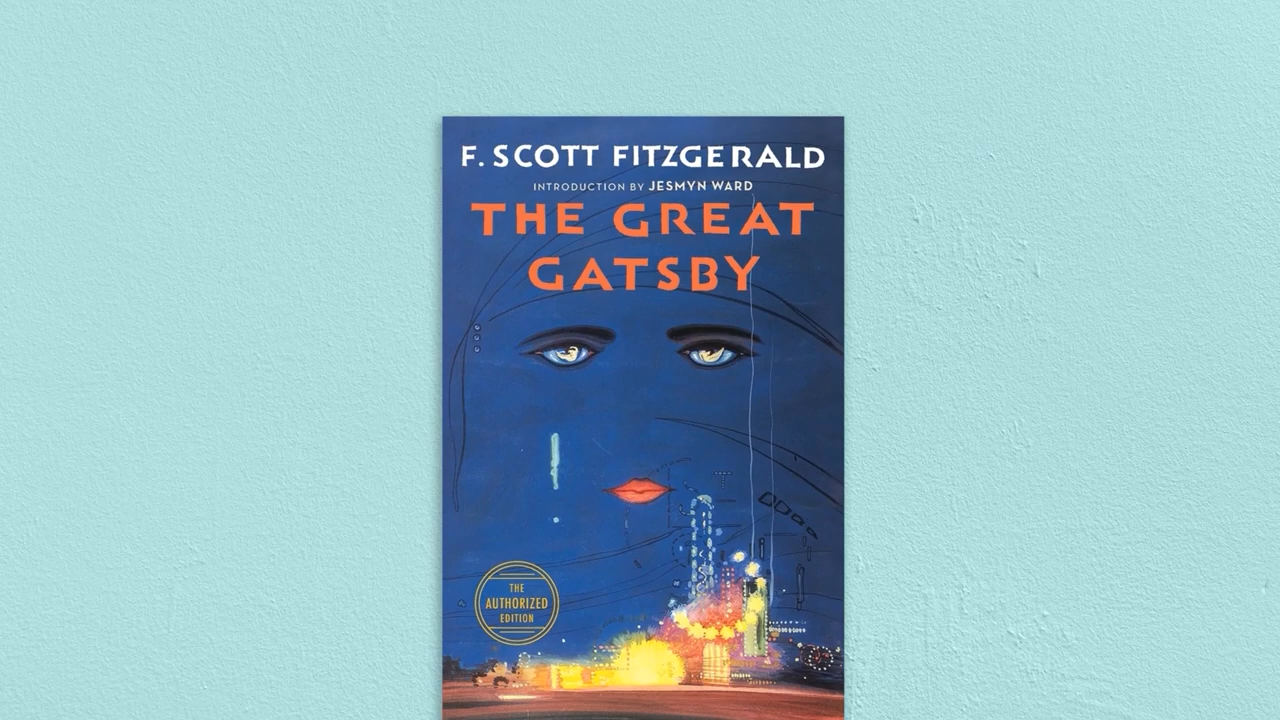 F. SCOTT FITZGERALD
INTRODUCTION BY JESMYN WARD
THE GREAT
GATSBY
THE
AUTHORIZED
EDITION